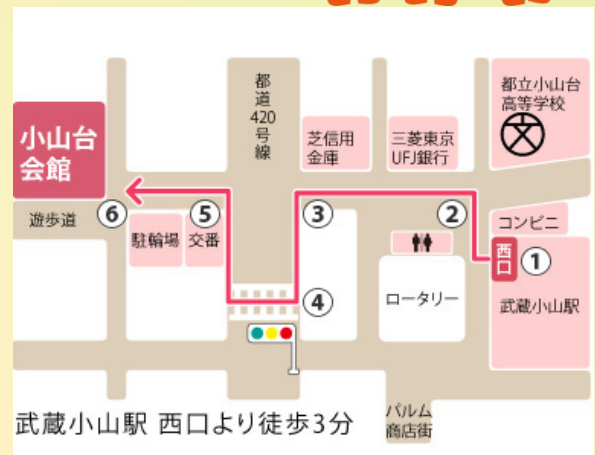 都道420号線
都立小山台
高等学校
小山台
会館
芝信用
金庫
三菱東京
UFJ銀行
遊歩道
⑥
⑤
③
②
コンビニ
駐輪場
交番
西口
①
④
ロータリー
武蔵小山駅
パルム
商店街
武蔵小山駅 西口より徒歩3分